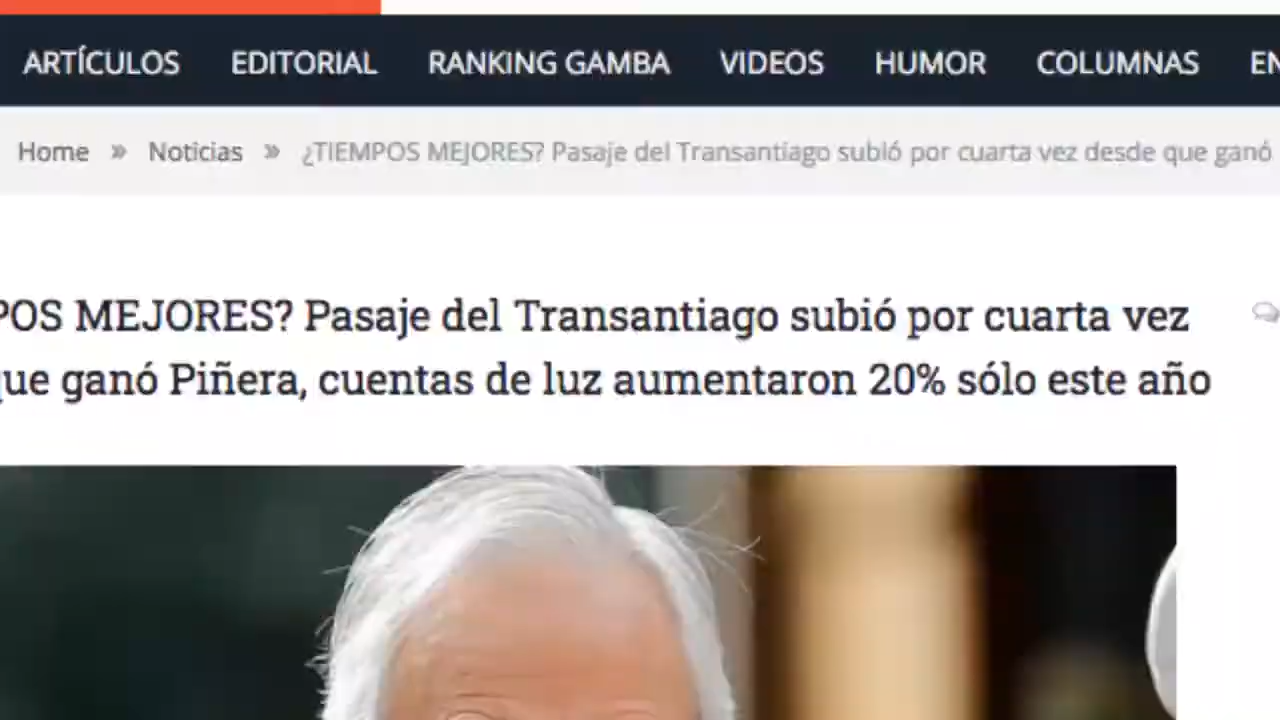 ARTÍCULOS EDITORIAL RANKING GAMBA VIDEOS HUMOR COLUMNAS
Home » Noticias » ¿TIEMPOS MEJORES? Pasaje del Transantiago subió por cuarta vez desde que ganó
MEJORES? Pasaje del Transantiago subió por cuarta vez
ganó Piñera, cuentas de luz aumentaron 20% sólo este año